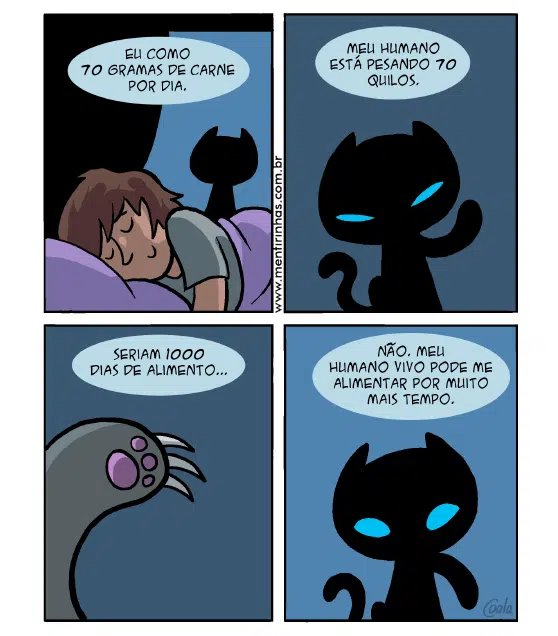 EU COMO
70 GRAMAS DE CARNE
POR DIA.
MEU HUMANO
ESTÁ PESANDO 70
QUILOS.
www.mentirinhas.com.br
SERIAM 1000
DIAS DE ALIMENTO...
NÃO. MEU
HUMANO VIVO PODE ME
ALIMENTAR POR MUITO
MAIS TEMPO.
Coala